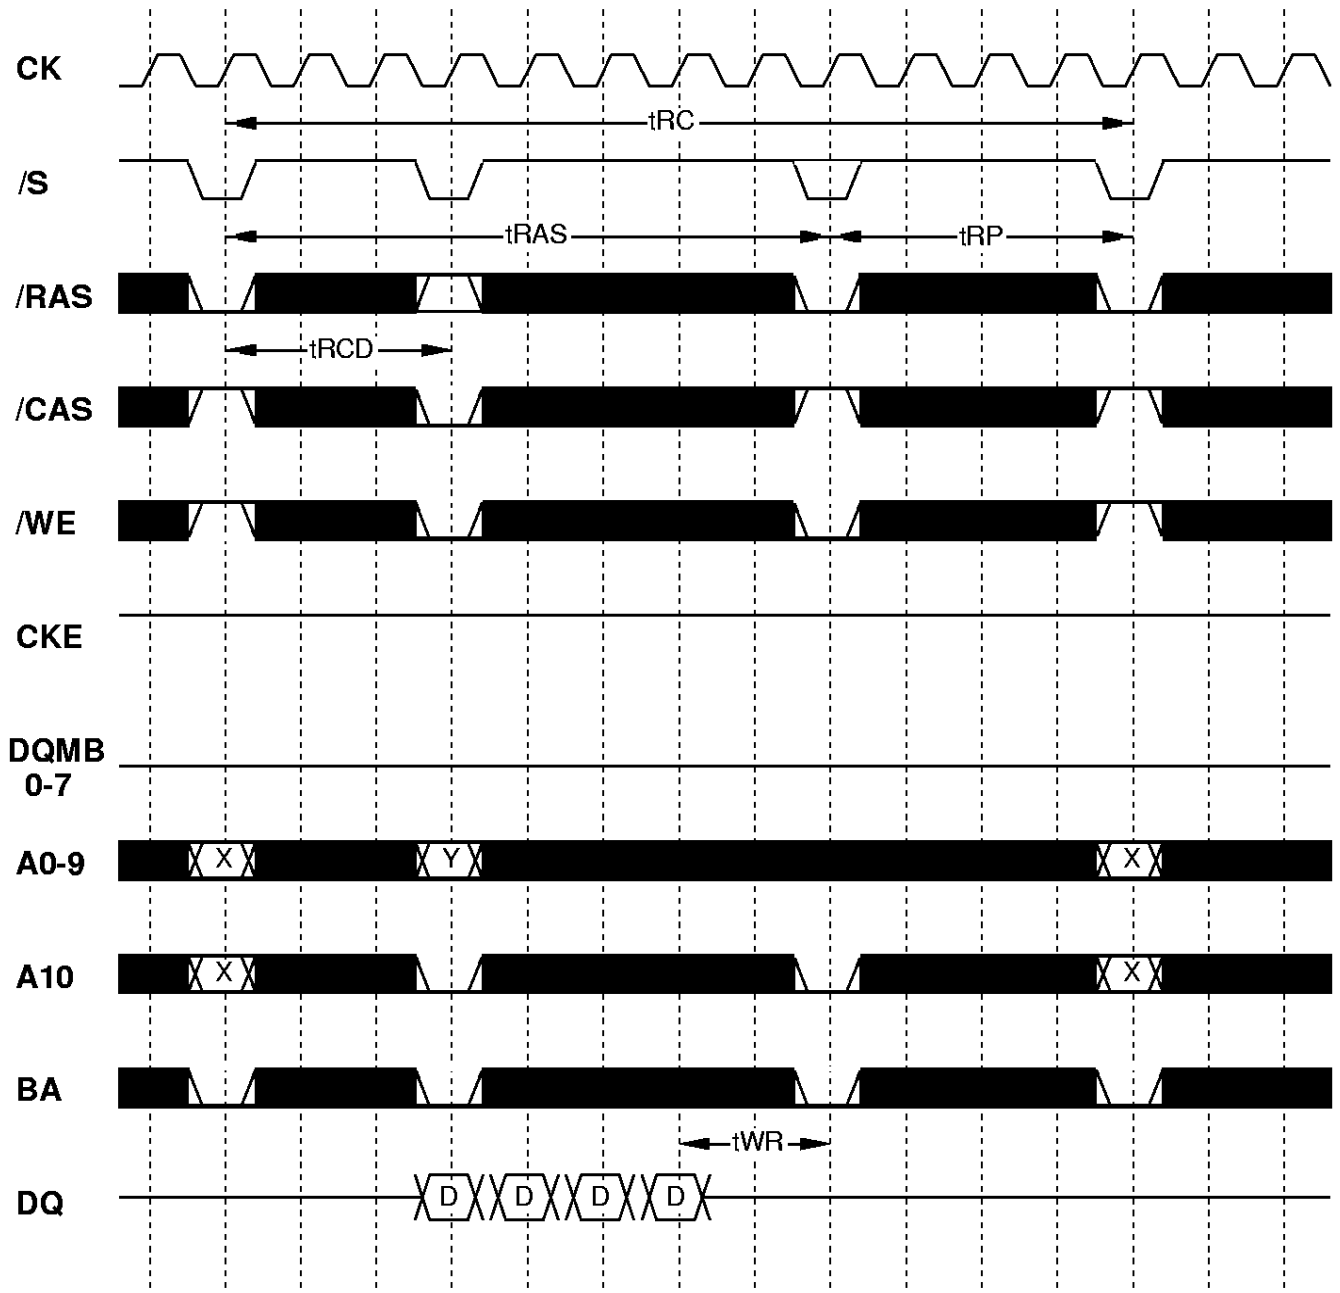 CK
tRC
/S
tRAS tRP
/RAS
tRCD
/CAS
/WE
CKE
DQMB
0-7
A0-9 X Y X
A10 X X
BA
tWR
DQ D D D D